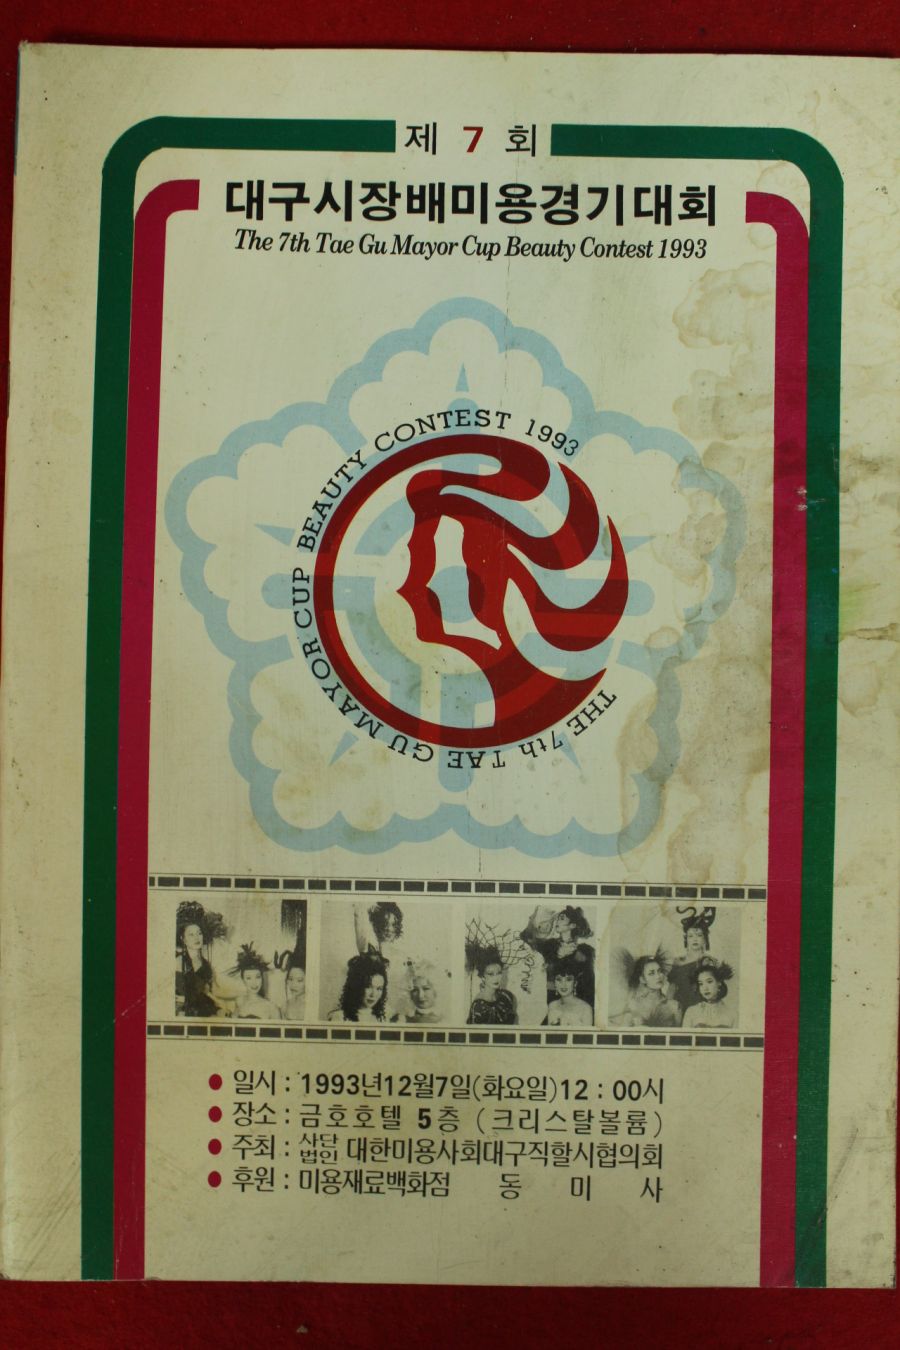 제 7 회
대구시장배미용경기대회
The 7th Tae Gu Mayor Cup Beauty Contest 1993
THE 7th TAE GU MAYOR CUP BEAUTY CONTEST 1993
● 일시 : 1993년12월7일(화요일)12 : 00시
● 장소 : 금호호텔 5층 (크리스탈볼륨)
● 주최 : 사단법인 대한미용사회대구직할시협의회
● 후원 : 미용재료백화점 동 미 사